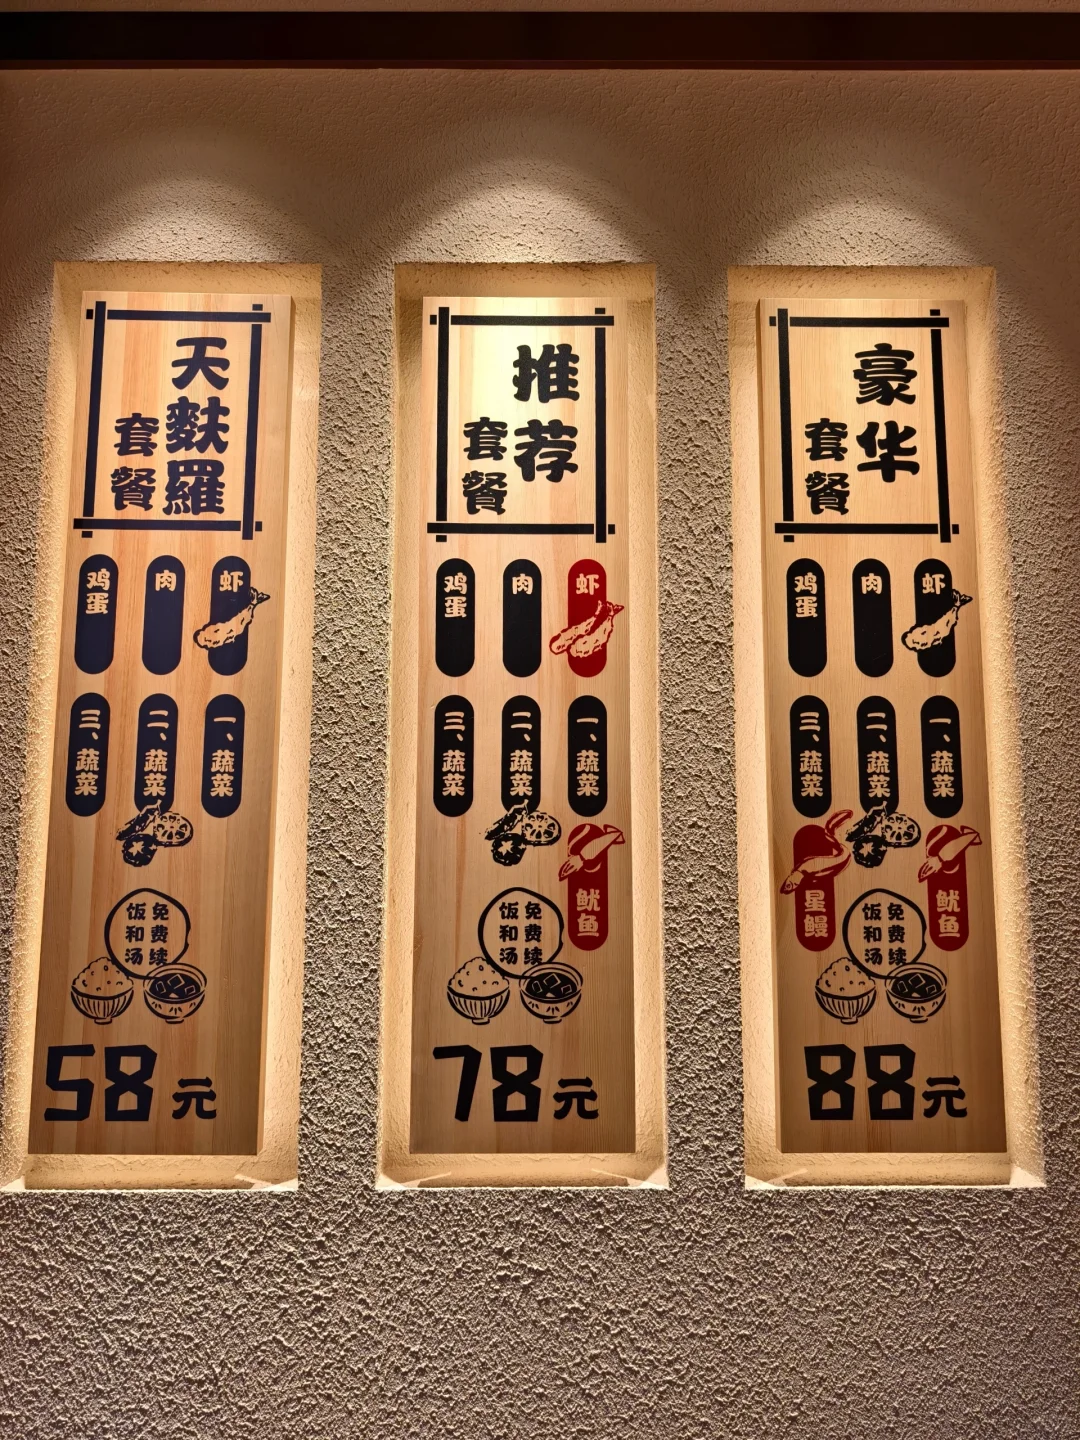 天麩羅
套餐
虾
肉
鸡蛋
一、蔬菜
二、蔬菜
三、蔬菜
免费续
饭和汤
58元
推荐
套餐
虾
肉
鸡蛋
一、蔬菜
二、蔬菜
三、蔬菜
鱿鱼
免费续
饭和汤
78元
豪华
套餐
虾
肉
鸡蛋
一、蔬菜
二、蔬菜
三、蔬菜
鱿鱼
星鳗
免费续
饭和汤
88元